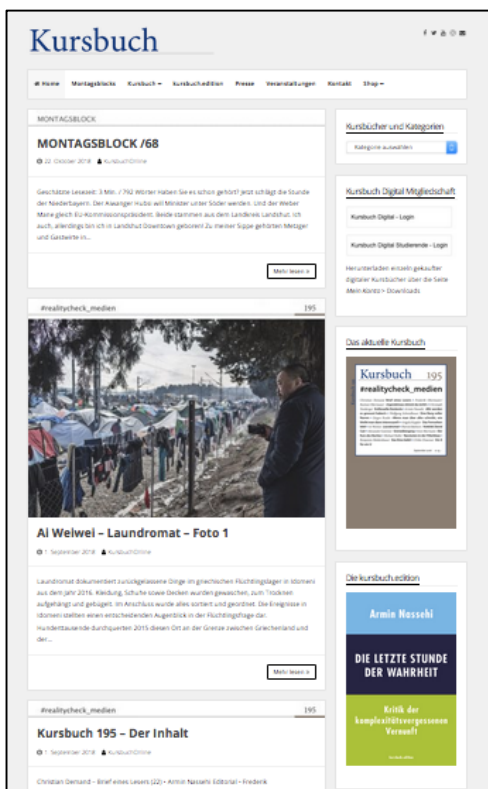 Kursbuch
Home Montagsblocks Kursbuch kursbuch.edition Presse Veranstaltungen Kontakt Shop
MONTAGSBLOCK
MONTAGSBLOCK /68
22. Oktober 2018 KursbuchOnline
Geschätzte Lesezeit: 3 Min. / 792 Wörter Haben Sie es schon gehört? Jetzt schlägt die Stunde
der Niederbayern. Der Aiwanger Hubsi will Minister unter Söder werden. Und der Weber
Manne gleich EU-Kommissionspräsident. Beide stammen aus dem Landkreis Landshut. Ich
auch, allerdings bin ich in Landshut Downtown geboren! Zu meiner Sippe gehörten Metzger
und Gastwirte in...
Mehr lesen »
#realitycheck_medien 195
Ai Weiwei – Laundromat – Foto 1
1. September 2018 KursbuchOnline
Laundromat dokumentiert zurückgelassene Dinge im griechischen Flüchtlingslager in Idomeni
aus dem Jahr 2016. Kleidung, Schuhe sowie Decken wurden gewaschen, zum Trocknen
aufgehängt und gebügelt. Im Anschluss wurde alles sortiert und geordnet. Die Ereignisse in
Idomeni stellten einen entscheidenden Augenblick in der Flüchtlingsfrage dar.
Hunderttausende durchquerten 2015 diesen Ort an der Grenze zwischen Griechenland und
der...
Mehr lesen »
#realitycheck_medien 195
Kursbuch 195 – Der Inhalt
1. September 2018 KursbuchOnline
Christian Demand – Brief eines Lesers (22) • Armin Nassehi Editorial • Frederik
Kursbücher und Kategorien
Kategorie auswählen
Kursbuch Digital Mitgliedschaft
Kursbuch Digital - Login
Kursbuch Digital Studierende - Login
Herunterladen einzeln gekaufter
digitaler Kursbücher über die Seite
Mein Konto > Downloads
Das aktuelle Kursbuch
Kursbuch 195
#realitycheck_medien
Die kursbuch.edition
Armin Nassehi
DIE LETZTE STUNDE
DER WAHRHEIT
Kritik der
komplexitätsvergessenen
Vernunft